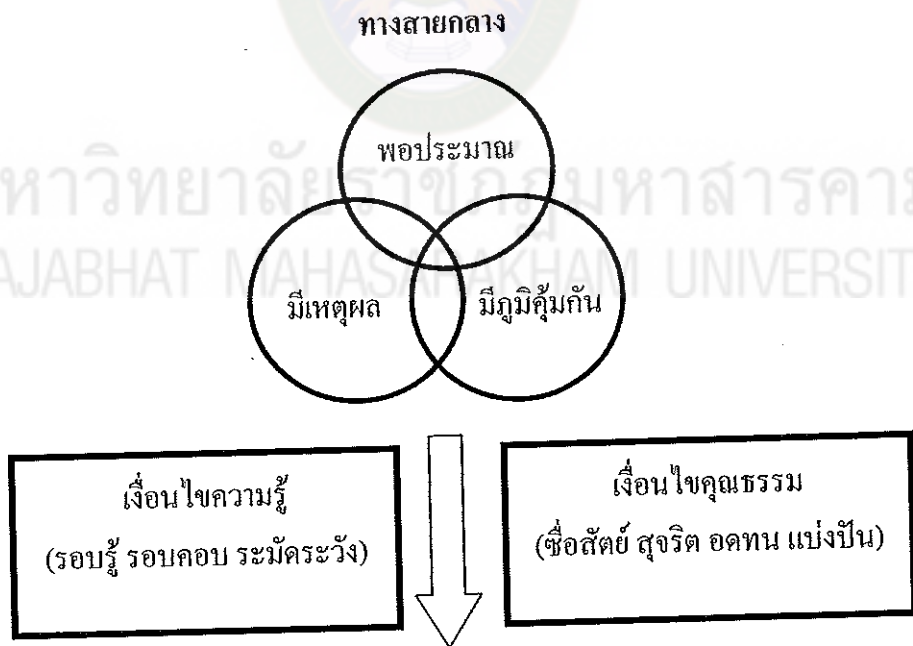 ทางสายกลาง
พอประมาณ
หาวิทยาลัยราชภัฏมหาสารคาม
AJABHAT MAHASARAKHAM UNIVERSIT
มีเหตุผล
มีภูมิคุ้มกัน
เงื่อนไขความรู้
(รอบรู้ รอบคอบ ระมัดระวัง)
เงื่อนไขคุณธรรม
(ซื่อสัตย์ สุจริต อดทน แบ่งปัน)